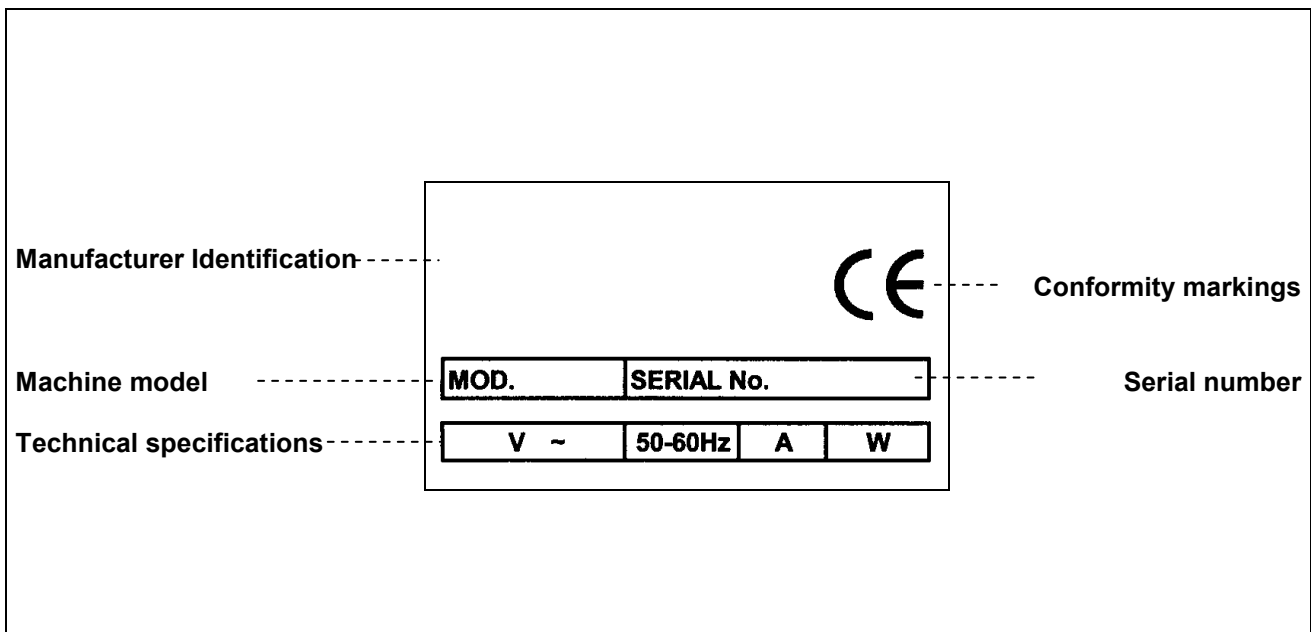 Manufacturer Identification
CE
Conformity markings
Machine model
MOD.
SERIAL No.
Serial number
Technical specifications
V ~
50-60Hz
A
W